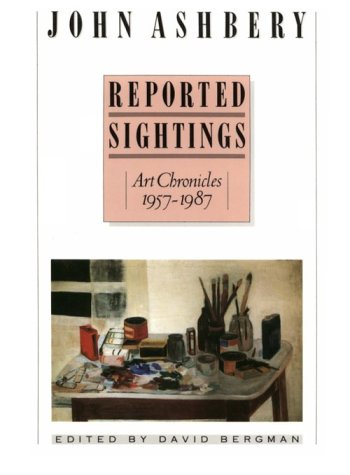 JOHN ASHBERY
REPORTED
SIGHTINGS
Art Chronicles
1957-1987
EDITED BY DAVID BERGMAN